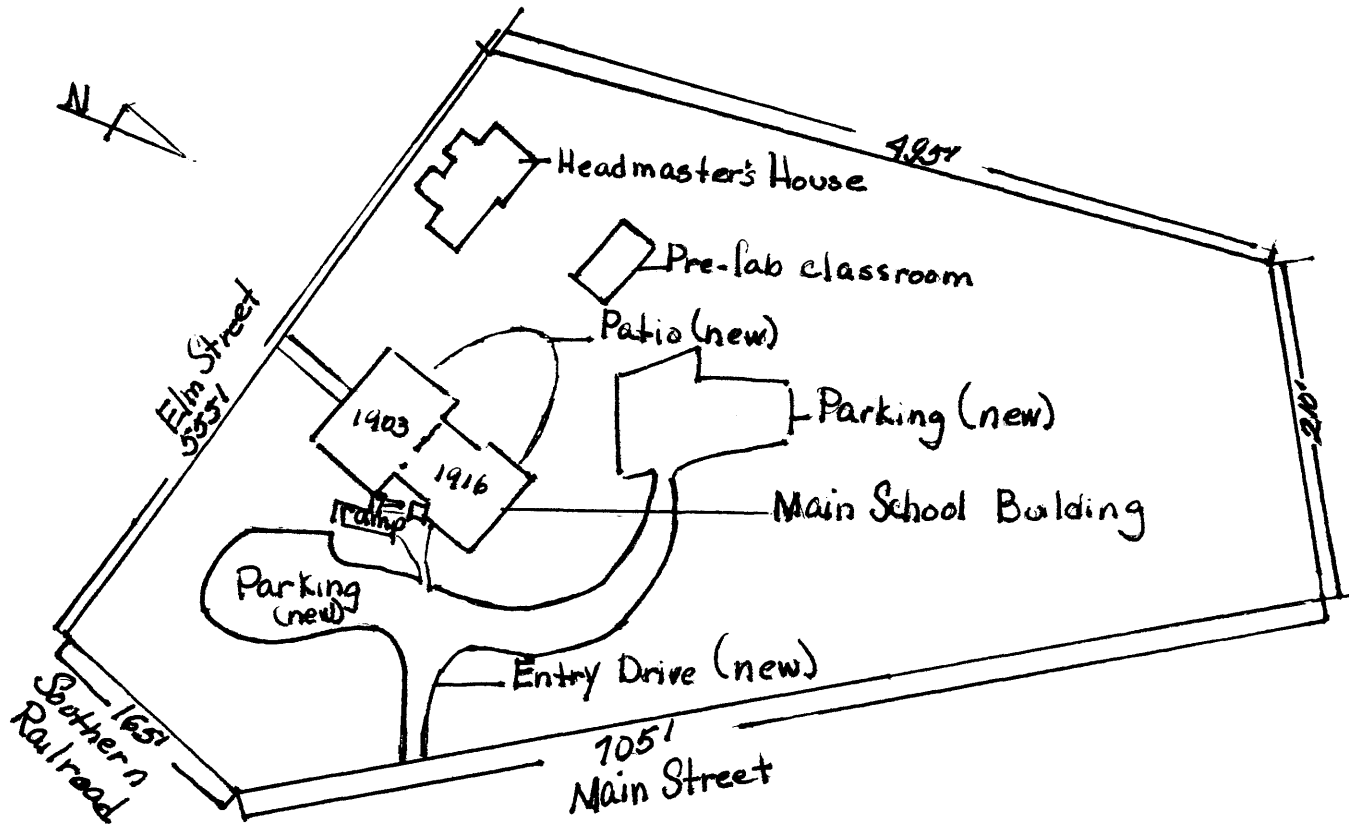 N
495'
Headmaster's House
Pre-fab classroom
Patio (new)
Elm Street
555'
1903
1916
Parking (new)
210'
Main School Building
ramp
Parking
(new)
Entry Drive (new)
Southern
Railroad
165'
705'
Main Street